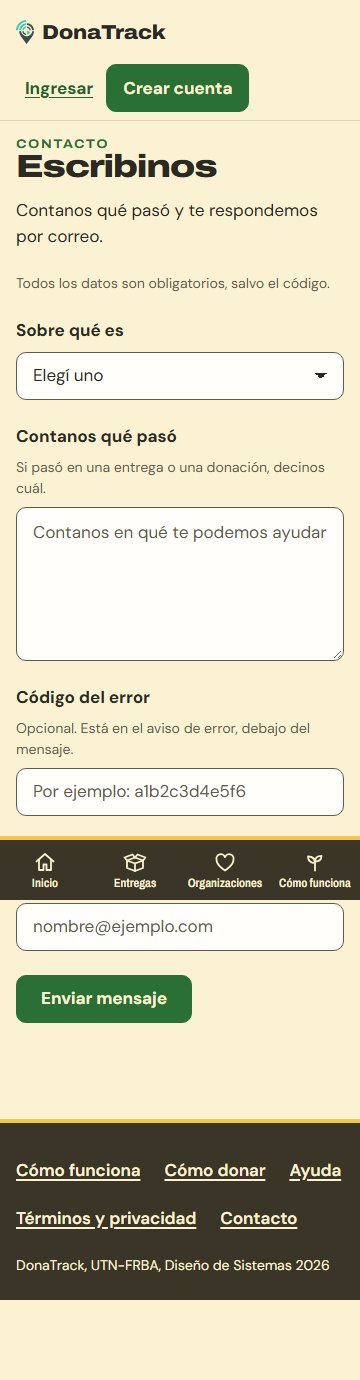 DonaTrack
Ingresar
Crear cuenta
CONTACTO
Escribinos
Contanos qué pasó y te respondemos
por correo.
Todos los datos son obligatorios, salvo el código.
Sobre qué es
Elegí uno
Contanos qué pasó
Si pasó en una entrega o una donación, decinos
cuál.
Contanos en qué te podemos ayudar
Código del error
Opcional. Está en el aviso de error, debajo del
mensaje.
Por ejemplo: a1b2c3d4e5f6
Inicio
Entregas
Organizaciones
Cómo funciona
nombre@ejemplo.com
Enviar mensaje
Cómo funciona
Cómo donar
Ayuda
Términos y privacidad
Contacto
DonaTrack, UTN-FRBA, Diseño de Sistemas 2026